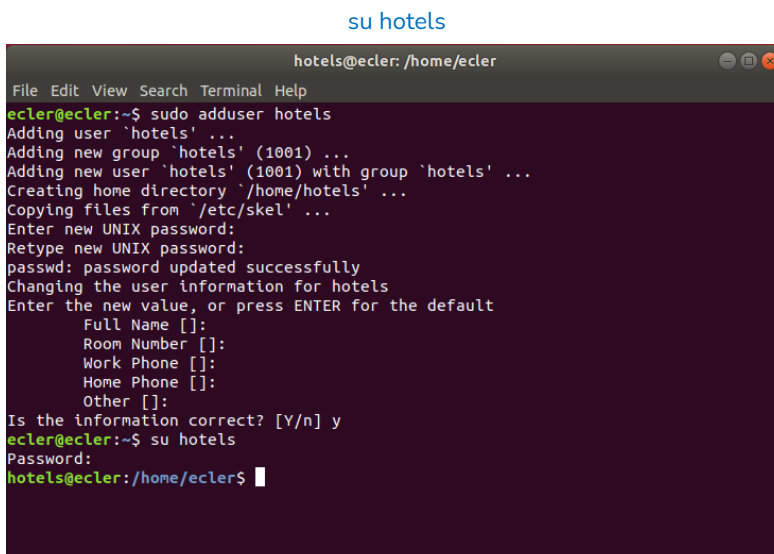 su hotels
hotels@ecler: /home/ecler
File Edit View Search Terminal Help
ecler@ecler:~$ sudo adduser hotels
Adding user `hotels' ...
Adding new group `hotels' (1001) ...
Adding new user `hotels' (1001) with group `hotels' ...
Creating home directory `/home/hotels' ...
Copying files from `/etc/skel' ...
Enter new UNIX password:
Retype new UNIX password:
passwd: password updated successfully
Changing the user information for hotels
Enter the new value, or press ENTER for the default
        Full Name []:
        Room Number []:
        Work Phone []:
        Home Phone []:
        Other []:
Is the information correct? [Y/n] y
ecler@ecler:~$ su hotels
Password:
hotels@ecler:/home/ecler$